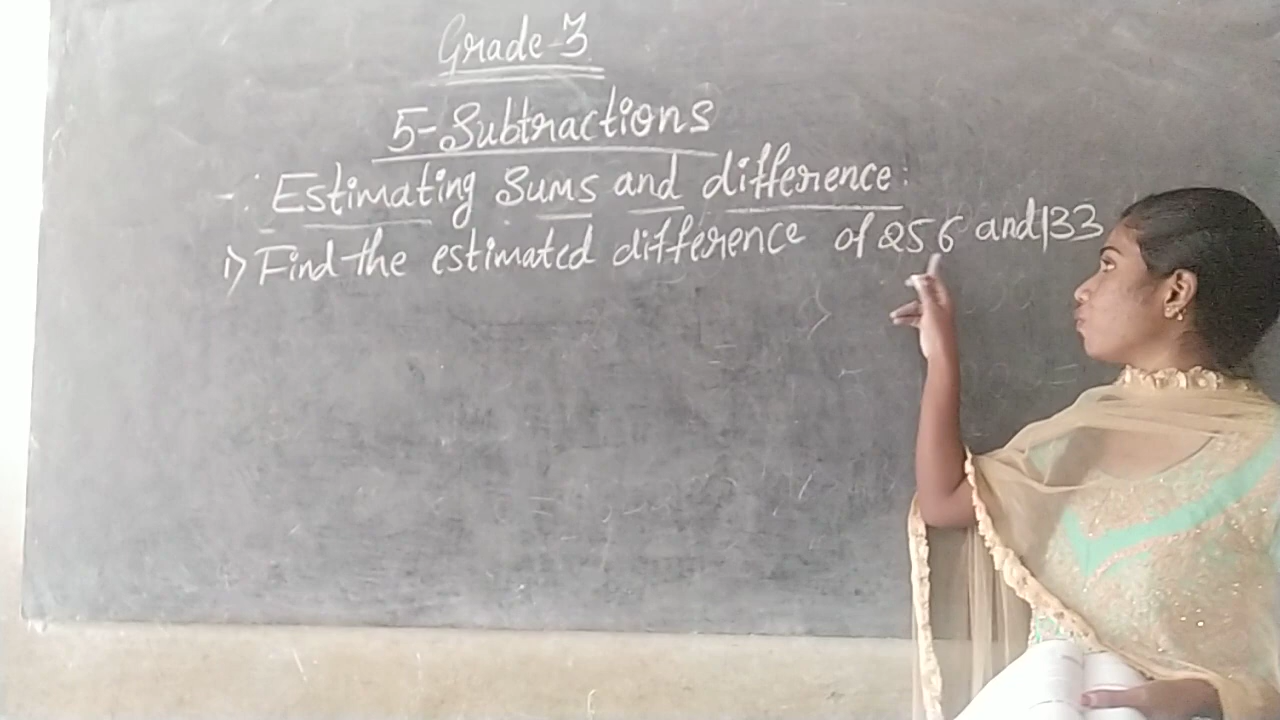 Grade-3
5-Subtractions
Estimating Sums and difference:
1) Find the estimated difference of 256 and 133